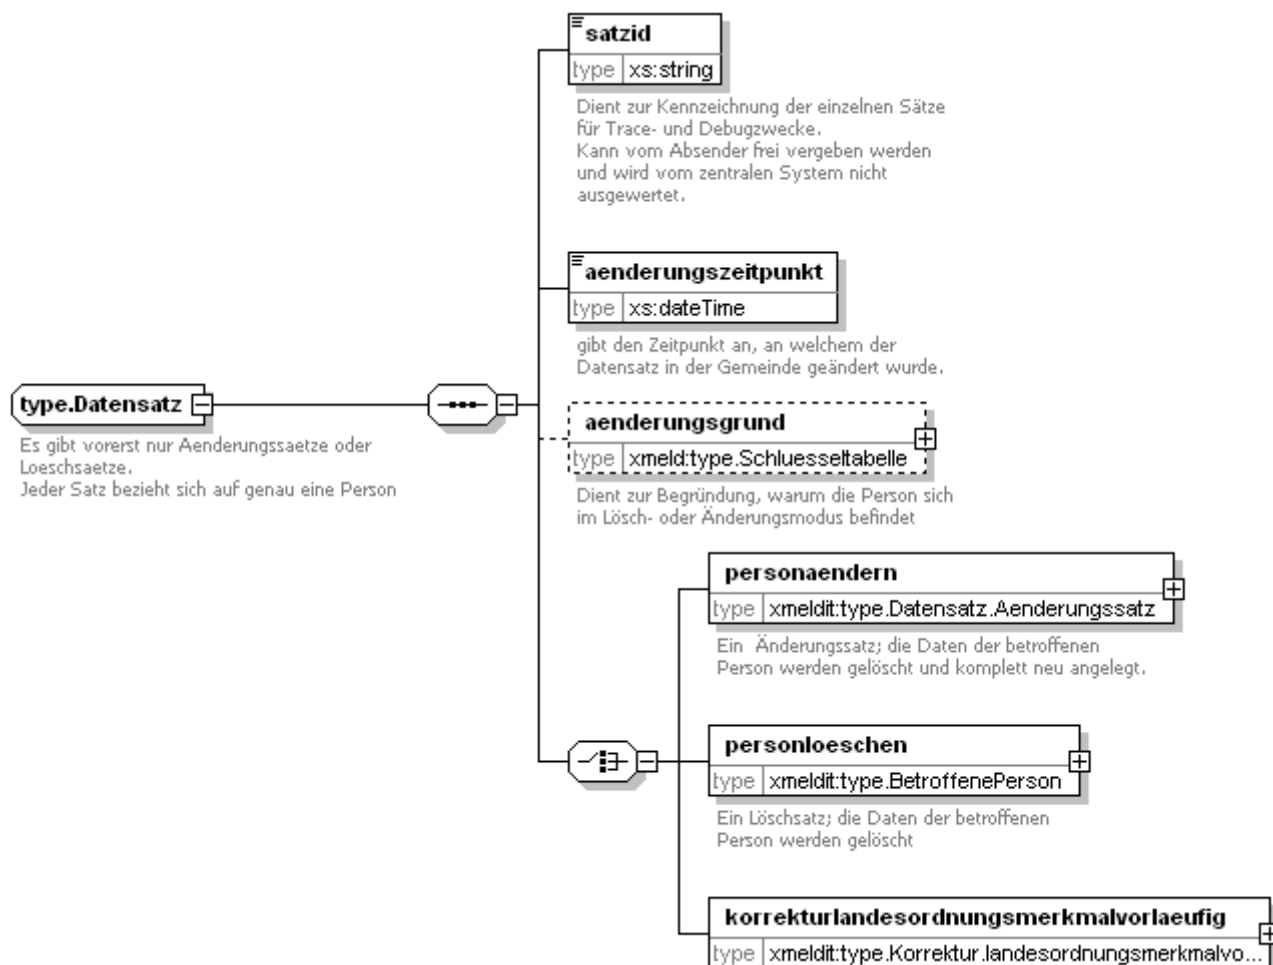 satzid
type xs:string
Dient zur Kennzeichnung der einzelnen Sätze
für Trace- und Debugzwecke.
Kann vom Absender frei vergeben werden
und wird vom zentralen System nicht
ausgewertet.
aenderungszeitpunkt
type xs:dateTime
gibt den Zeitpunkt an, an welchem der
Datensatz in der Gemeinde geändert wurde.
type.Datensatz
Es gibt vorerst nur Aenderungssaetze oder
Loeschsaetze.
Jeder Satz bezieht sich auf genau eine Person
aenderungsgrund
type xmeld:type.Schluesseltabelle
Dient zur Begründung, warum die Person sich
im Lösch- oder Änderungsmodus befindet
personaendern
type xmeldit:type.Datensatz.Aenderungssatz
Ein Änderungssatz; die Daten der betroffenen
Person werden gelöscht und komplett neu angelegt.
personloeschen
type xmeldit:type.BetroffenePerson
Ein Löschsatz; die Daten der betroffenen
Person werden gelöscht
korrekturlandesordnungsmerkmalvorlaeufig
type xmeldit:type.Korrektur.landesordnungsmerkmalvo...